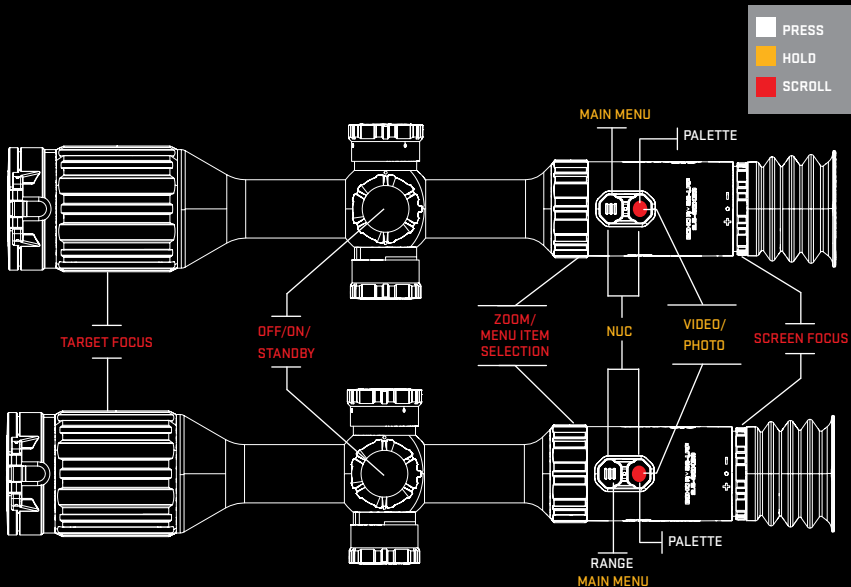 PRESS
HOLD
SCROLL
MAIN MENU
PALETTE
TARGET FOCUS
OFF/ON/
STANDBY
ZOOM/
MENU ITEM
SELECTION
NUC
VIDEO/
PHOTO
SCREEN FOCUS
PALETTE
RANGE
MAIN MENU